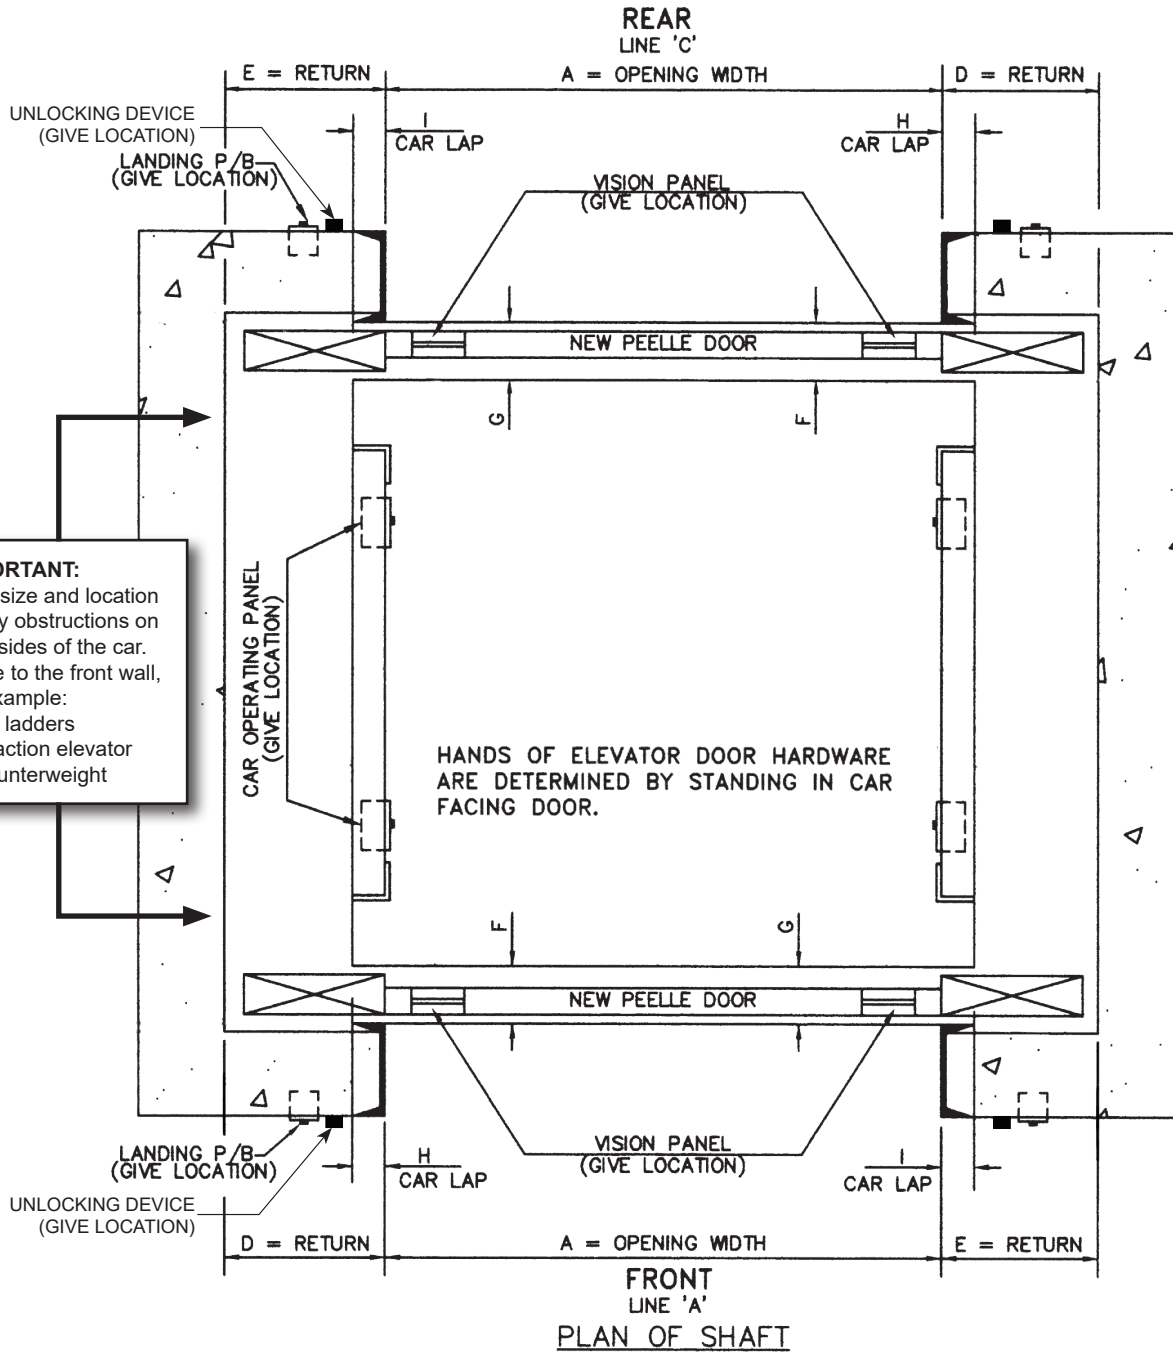 REAR
LINE 'C'
E = RETURN
A = OPENING WIDTH
D = RETURN
UNLOCKING DEVICE
(GIVE LOCATION)
I
CAR LAP
H
CAR LAP
LANDING P/B
(GIVE LOCATION)
VISION PANEL
(GIVE LOCATION)
NEW PEELLE DOOR
G
F
ORTANT:
size and location
y obstructions on
sides of the car.
e to the front wall,
xample:
ladders
action elevator
unterweight
CAR OPERATING PANEL
(GIVE LOCATION)
HANDS OF ELEVATOR DOOR HARDWARE
ARE DETERMINED BY STANDING IN CAR
FACING DOOR.
F
G
NEW PEELLE DOOR
LANDING P/B
(GIVE LOCATION)
H
CAR LAP
VISION PANEL
(GIVE LOCATION)
I
CAR LAP
UNLOCKING DEVICE
(GIVE LOCATION)
D = RETURN
A = OPENING WIDTH
E = RETURN
FRONT
LINE 'A'
PLAN OF SHAFT